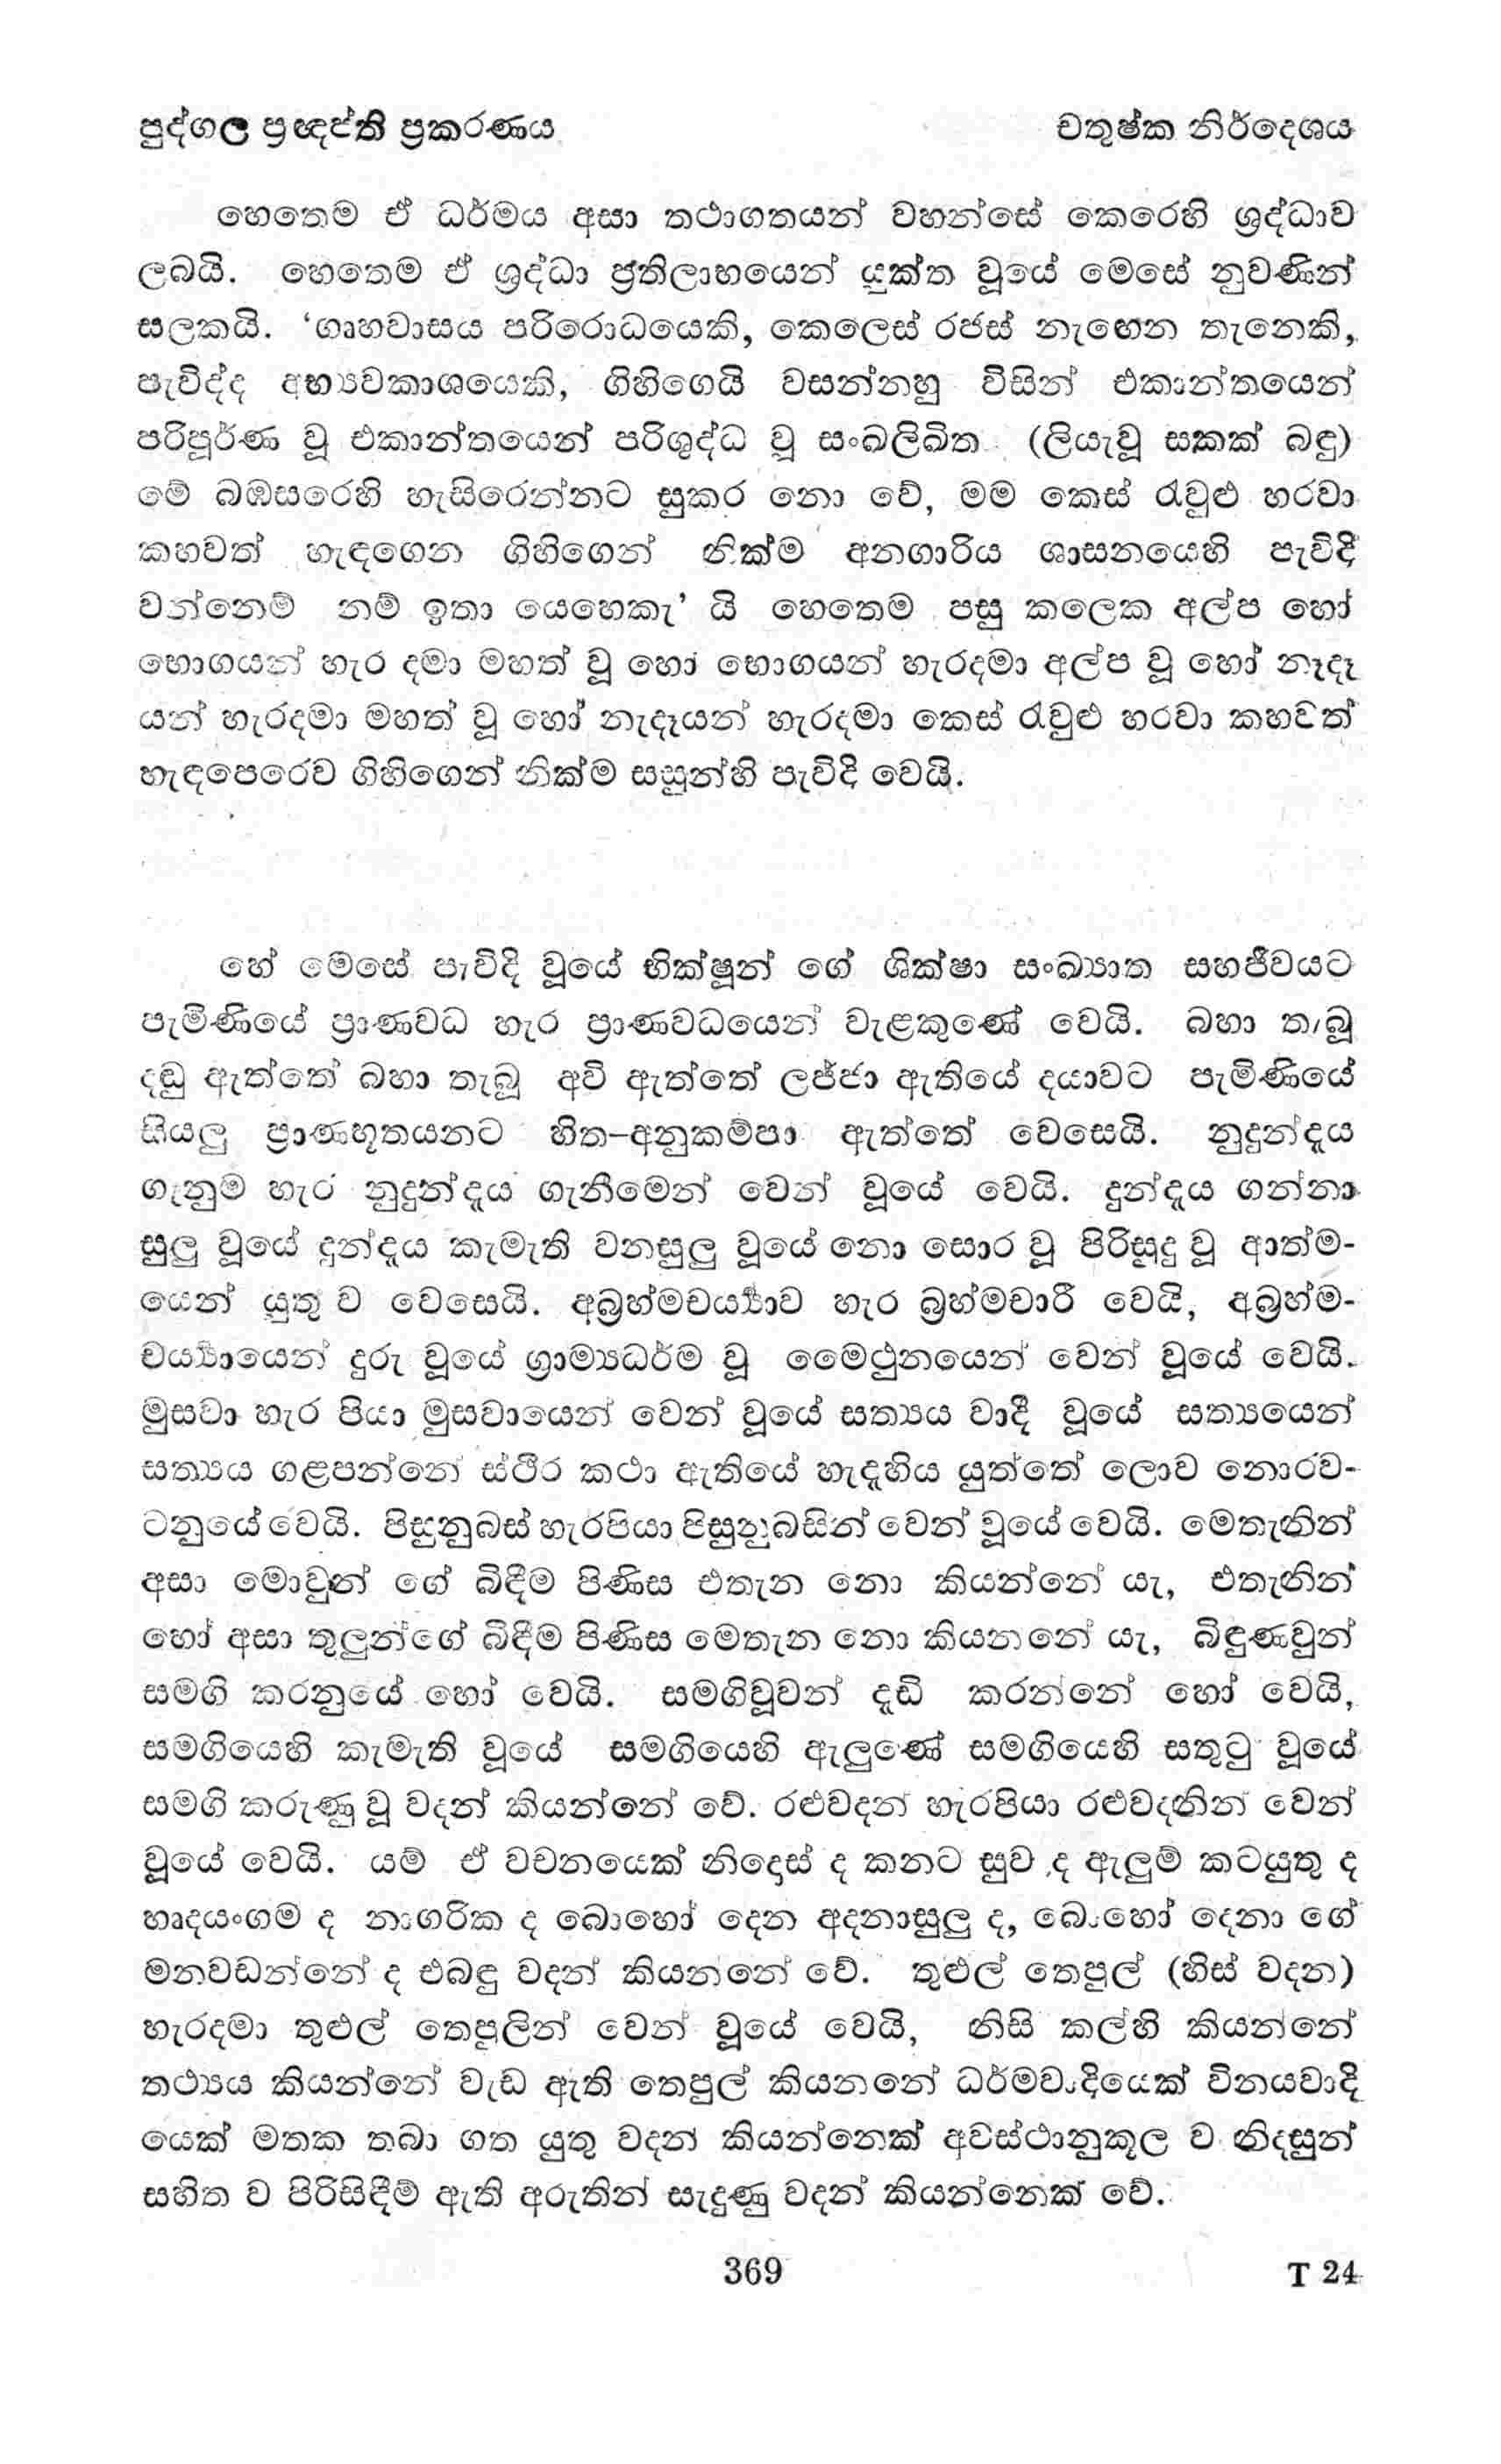 පුද්ගල ප්‍රඥප්ති ප්‍රකරණය
චතුෂ්ක නිර්දෙශය
හෙතෙම ඒ ධර්මය අසා තථාගතයන් වහන්සේ කෙරෙහි ශ්‍රද්ධාව
ලබයි. හෙතෙම ඒ ශ්‍රද්ධා ප්‍රතිලාභයෙන් යුක්ත වූයේ මෙසේ නුවණින්
සලකයි. ‘ගෘහවාසය පරිරොධයෙකි, කෙලෙස් රජස් නැඟෙන තැනෙකි,
පැවිද්ද අභ්‍යවකාශයෙකි, ගිහිගෙයි වසන්නහු විසින් එකාන්තයෙන්
පරිපූර්ණ වූ එකාන්තයෙන් පරිශුද්ධ වූ සංඛලිඛිත (ලියැවූ සකක් බඳු)
මේ බඹසරෙහි හැසිරෙන්නට සුකර නො වේ, මම කෙස් රැවුළු හරවා
කහවත් හැඳගෙන ගිහිගෙන් නික්ම අනගාරිය ශාසනයෙහි පැවිදි
වන්නෙම් නම් ඉතා යෙහෙකැ’ යි හෙතෙම පසු කලෙක අල්ප හෝ
භොගයන් හැර දමා මහත් වූ හෝ භොගයන් හැරදමා අල්ප වූ හෝ නෑදෑ
යන් හැරදමා මහත් වූ හෝ නැදෑයන් හැරදමා කෙස් රැවුළු හරවා කහවත්
හැඳපෙරෙව ගිහිගෙන් නික්ම සසුන්හි පැවිදි වෙයි.
හේ මෙසේ පැවිදි වූයේ භික්ෂූන් ගේ ශික්ෂා සංඛ්‍යාත සහජීවයට
පැමිණියේ ප්‍රාණවධ හැර ප්‍රාණවධයෙන් වැළකුණේ වෙයි. බහා තැබූ
දඬු ඇත්තේ බහා තැබූ අවි ඇත්තේ ලජ්ජා ඇතියේ දයාවට පැමිණියේ
සියලු ප්‍රාණභූතයනට හිත–අනුකම්පා ඇත්තේ වෙසෙයි. නුදුන්දැය
ගැනුම හැර නුදුන්දැය ගැනීමෙන් වෙන් වූයේ වෙයි. දුන්දැය ගන්නා
සුලු වූයේ දුන්දැය කැමැති වනසුලු වූයේ නො සොර වූ පිරිසුදු වූ ආත්ම-
යෙන් යුතු ව වෙසෙයි. අබ්‍රහ්මචර්‍ය්‍යාව හැර බ්‍රහ්මචාරී වෙයි, අබ්‍රහ්ම-
චර්‍ය්‍යායෙන් දුරු වූයේ ග්‍රාම්‍යධර්ම වූ මෛථුනයෙන් වෙන් වූයේ වෙයි.
මුසවා හැර පියා මුසවායෙන් වෙන් වූයේ සත්‍යය වාදී වූයේ සත්‍යයෙන්
සත්‍යය ගළපන්නේ ස්ථිර කථා ඇතියේ හැදෑහිය යුත්තේ ලොව නොරව-
ටනුයේ වෙයි. පිසුනුබස් හැරපියා පිසුනුබසින් වෙන් වූයේ වෙයි. මෙතැනින්
අසා මොවුන් ගේ බිඳීම පිණිස එතැන නො කියන්නේ යැ, එතැනින්
හෝ අසා තුලුන්ගේ බිඳීම පිණිස මෙතැන නො කියනනේ යැ, බිඳුණවුන්
සමගි කරනුයේ හෝ වෙයි. සමගිවූවන් දැඩි කරන්නේ හෝ වෙයි,
සමගියෙහි කැමැති වූයේ සමගියෙහි ඇලුණේ සමගියෙහි සතුටු වූයේ
සමගි කරුණු වූ වදන් කියන්නේ වේ. රළුවදන් හැරපියා රළුවදනින් වෙන්
වූයේ වෙයි. යම් ඒ වචනයෙක් නිදොස් ද කනට සුව ද ඇලුම් කටයුතු ද
හෘදයංගම ද නාගරික ද බොහෝ දෙන අදනාසුලු ද, බොහෝ දෙනා ගේ
මනවඩන්නේ ද එබඳු වදන් කියනනේ වේ. තුළුල් තෙපුල් (හිස් වදන)
හැරදමා තුළුල් තෙපුලින් වෙන් වූයේ වෙයි, නිසි කල්හි කියන්නේ
තථ්‍යය කියන්නේ වැඩ ඇති තෙපුල් කියනනේ ධර්මවාදියෙක් විනයවාදි
යෙක් මතක තබා ගත යුතු වදන් කියන්නෙක් අවස්ථානුකූල ව නිදසුන්
සහිත ව පිරිසිඳීම් ඇති අරුතින් සැදුණු වදන් කියන්නෙක් වේ.
369
T 24